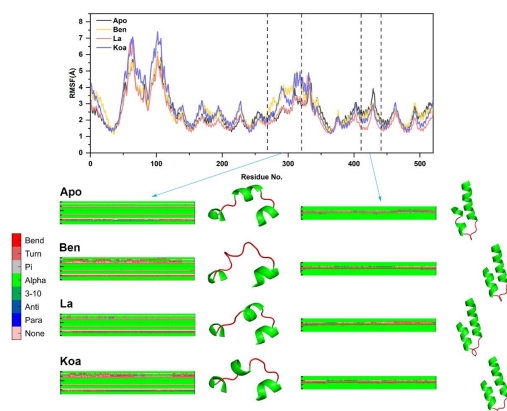 Apo
Ben
La
Koa
RMSF(Å)
8
7
6
5
4
3
2
1
0
0 100 200 300 400 500
Residue No.
Apo
Ben
La
Koa
Bend
Turn
Pi
Alpha
3-10
Anti
Para
None